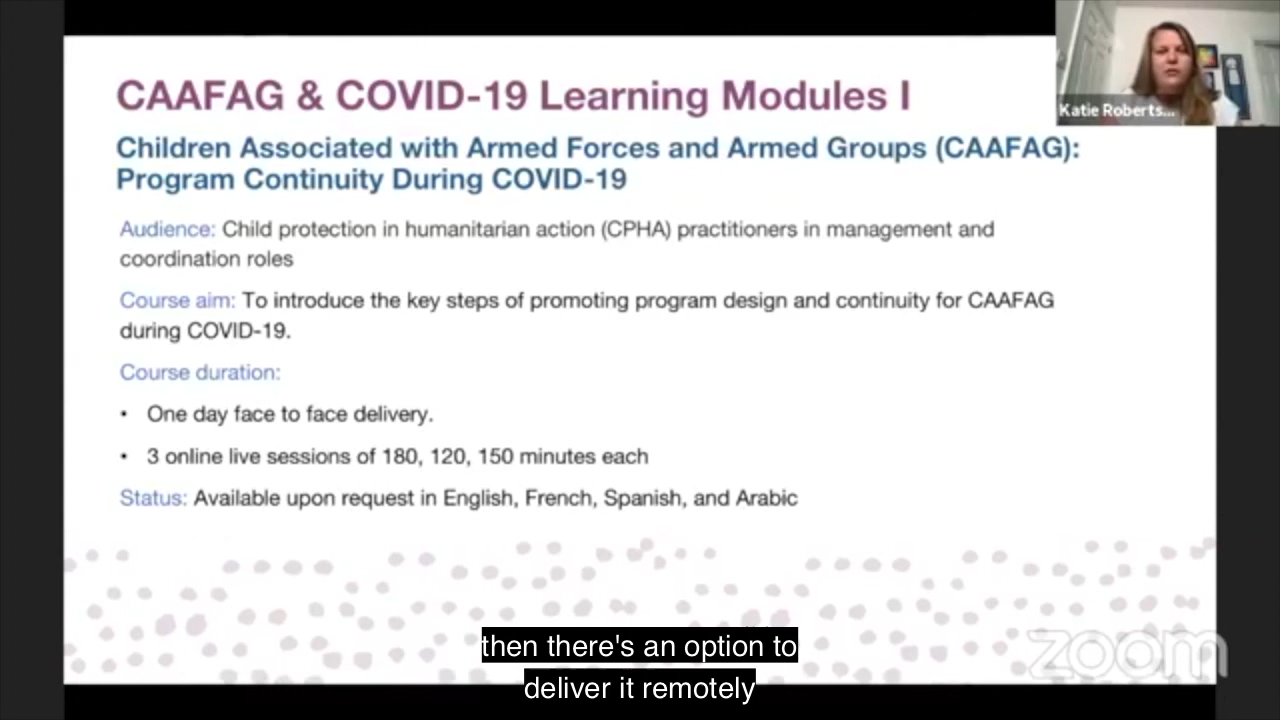 CAAFAG & COVID-19 Learning Modules I
Katie Roberts...
Children Associated with Armed Forces and Armed Groups (CAAFAG):
Program Continuity During COVID-19
Audience: Child protection in humanitarian action (CPHA) practitioners in management and
coordination roles
Course aim: To introduce the key steps of promoting program design and continuity for CAAFAG
during COVID-19.
Course duration:
• One day face to face delivery.
• 3 online live sessions of 180, 120, 150 minutes each
Status: Available upon request in English, French, Spanish, and Arabic
then there's an option to
deliver it remotely
zoom